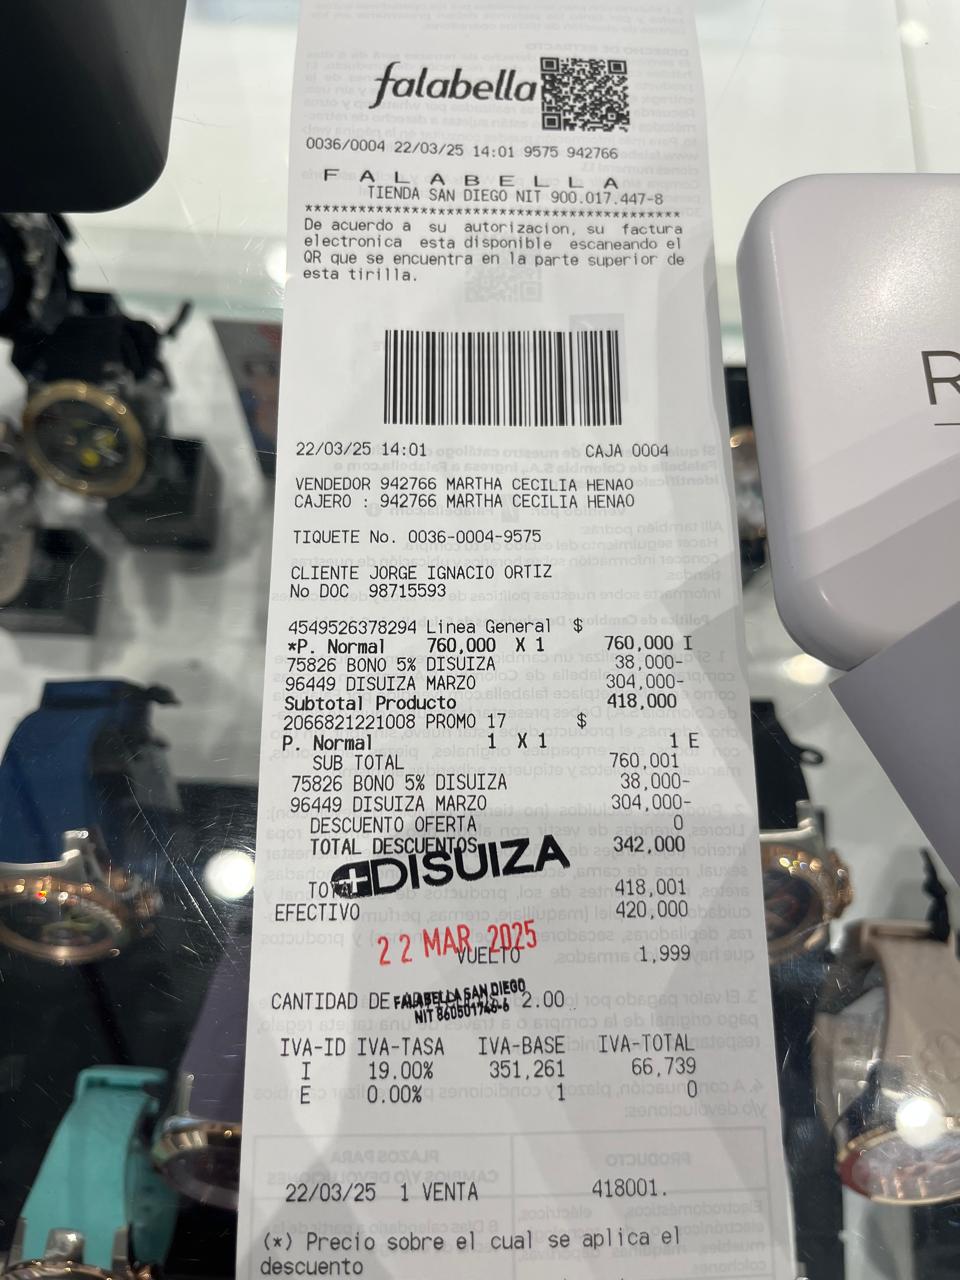 falabella
0036/0004 22/03/25 14:01 9575 942766
F A L A B E L L A
TIENDA SAN DIEGO NIT 900.017.447-8
******************************************
De acuerdo a su autorizacion, su factura
electronica esta disponible escaneando el
QR que se encuentra en la parte superior de
esta tirilla.
22/03/25 14:01 CAJA 0004
VENDEDOR 942766 MARTHA CECILIA HENAO
CAJERO : 942766 MARTHA CECILIA HENAO
TIQUETE No. 0036-0004-9575
CLIENTE JORGE IGNACIO ORTIZ
No DOC 98715593
4549526378294 Linea General $
*P. Normal 760,000 X 1 760,000 I
75826 BONO 5% DISUIZA 38,000-
96449 DISUIZA MARZO 304,000-
Subtotal Producto 418,000
2066821221008 PROMO 17 $
P. Normal 1 X 1 1 E
SUB TOTAL 760,001
75826 BONO 5% DISUIZA 38,000-
96449 DISUIZA MARZO 304,000-
DESCUENTO OFERTA 0
TOTAL DESCUENTOS 342,000
DISUIZA
418,001
EFECTIVO 420,000
22 MAR 2025
VUELTO 1,999
FALABELLA SAN DIEGO
CANTIDAD DE 2.00
NIT 860501746-6
IVA-ID IVA-TASA IVA-BASE IVA-TOTAL
I 19.00% 351,261 66,739
E 0.00% 1 0
22/03/25 1 VENTA 418001.
(*) Precio sobre el cual se aplica el
descuento
R